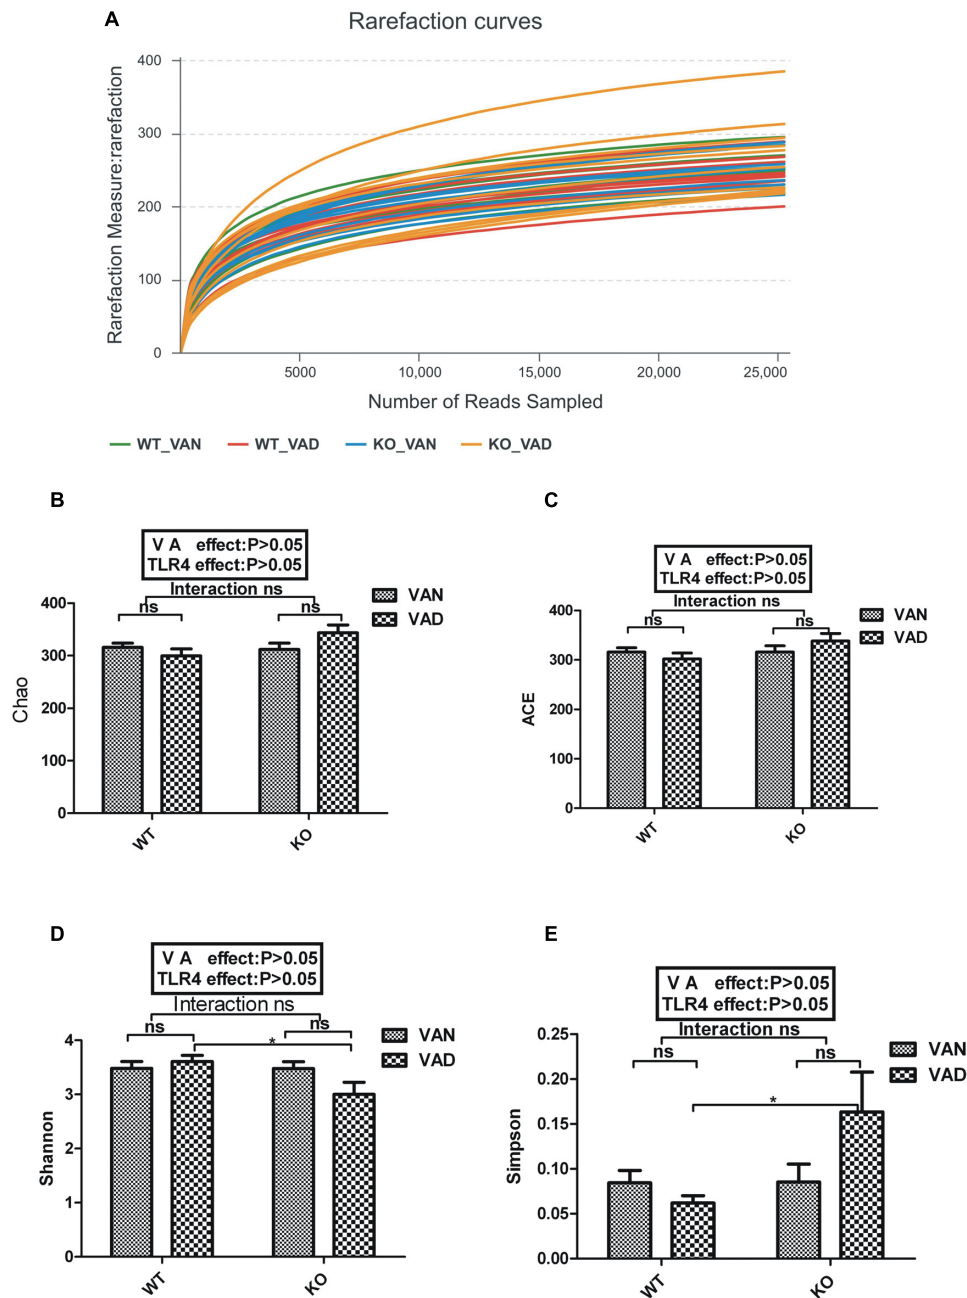 A
Rarefaction curves
Rarefaction Measure:rarefaction
400
300
200
100
0
5000
10,000
15,000
20,000
25,000
Number of Reads Sampled
WT_VAN
WT_VAD
KO_VAN
KO_VAD
B
V A effect:P>0.05
TLR4 effect:P>0.05
Interaction ns
ns
ns
VAN
VAD
Chao
400
300
200
100
0
WT
KO
C
V A effect:P>0.05
TLR4 effect:P>0.05
Interaction ns
ns
ns
VAN
VAD
ACE
400
300
200
100
0
WT
KO
D
V A effect:P>0.05
TLR4 effect:P>0.05
Interaction ns
ns
ns
*
VAN
VAD
Shannon
4
3
2
1
0
WT
KO
E
V A effect:P>0.05
TLR4 effect:P>0.05
Interaction ns
ns
ns
*
VAN
VAD
Simpson
0.25
0.20
0.15
0.10
0.05
0.00
WT
KO